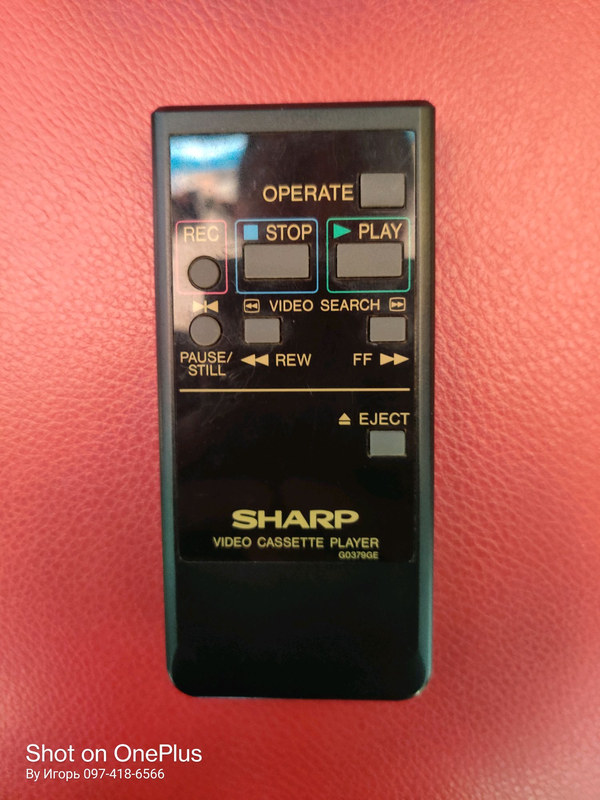 OPERATE
REC
STOP
PLAY
VIDEO SEARCH
PAUSE/
STILL
REW
FF
EJECT
SHARP
VIDEO CASSETTE PLAYER
G0379GE
Shot on OnePlus
By Игорь 097-418-6566